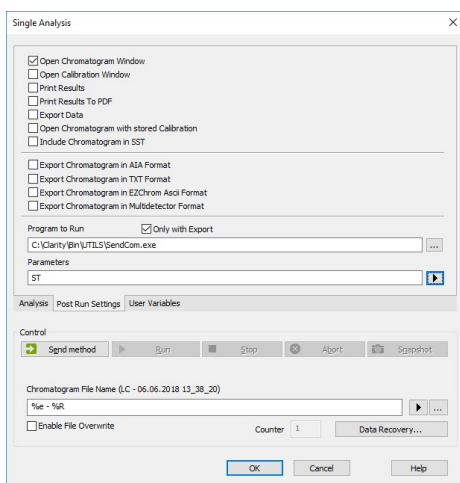 Single Analysis
Open Chromatogram Window
Open Calibration Window
Print Results
Print Results To PDF
Export Data
Open Chromatogram with stored Calibration
Include Chromatogram in SST
Export Chromatogram in AIA Format
Export Chromatogram in TXT Format
Export Chromatogram in EZChrom Ascii Format
Export Chromatogram in Multidetector Format
Program to Run Only with Export
C:\Clarity\Bin\UTILS\SendCom.exe ...
Parameters
ST
Analysis Post Run Settings User Variables
Control
Send method Run Stop Abort Snapshot
Chromatogram File Name (LC - 06.06.2018 13_38_20)
%e - %R ...
Enable File Overwrite Counter 1 Data Recovery...
OK Cancel Help